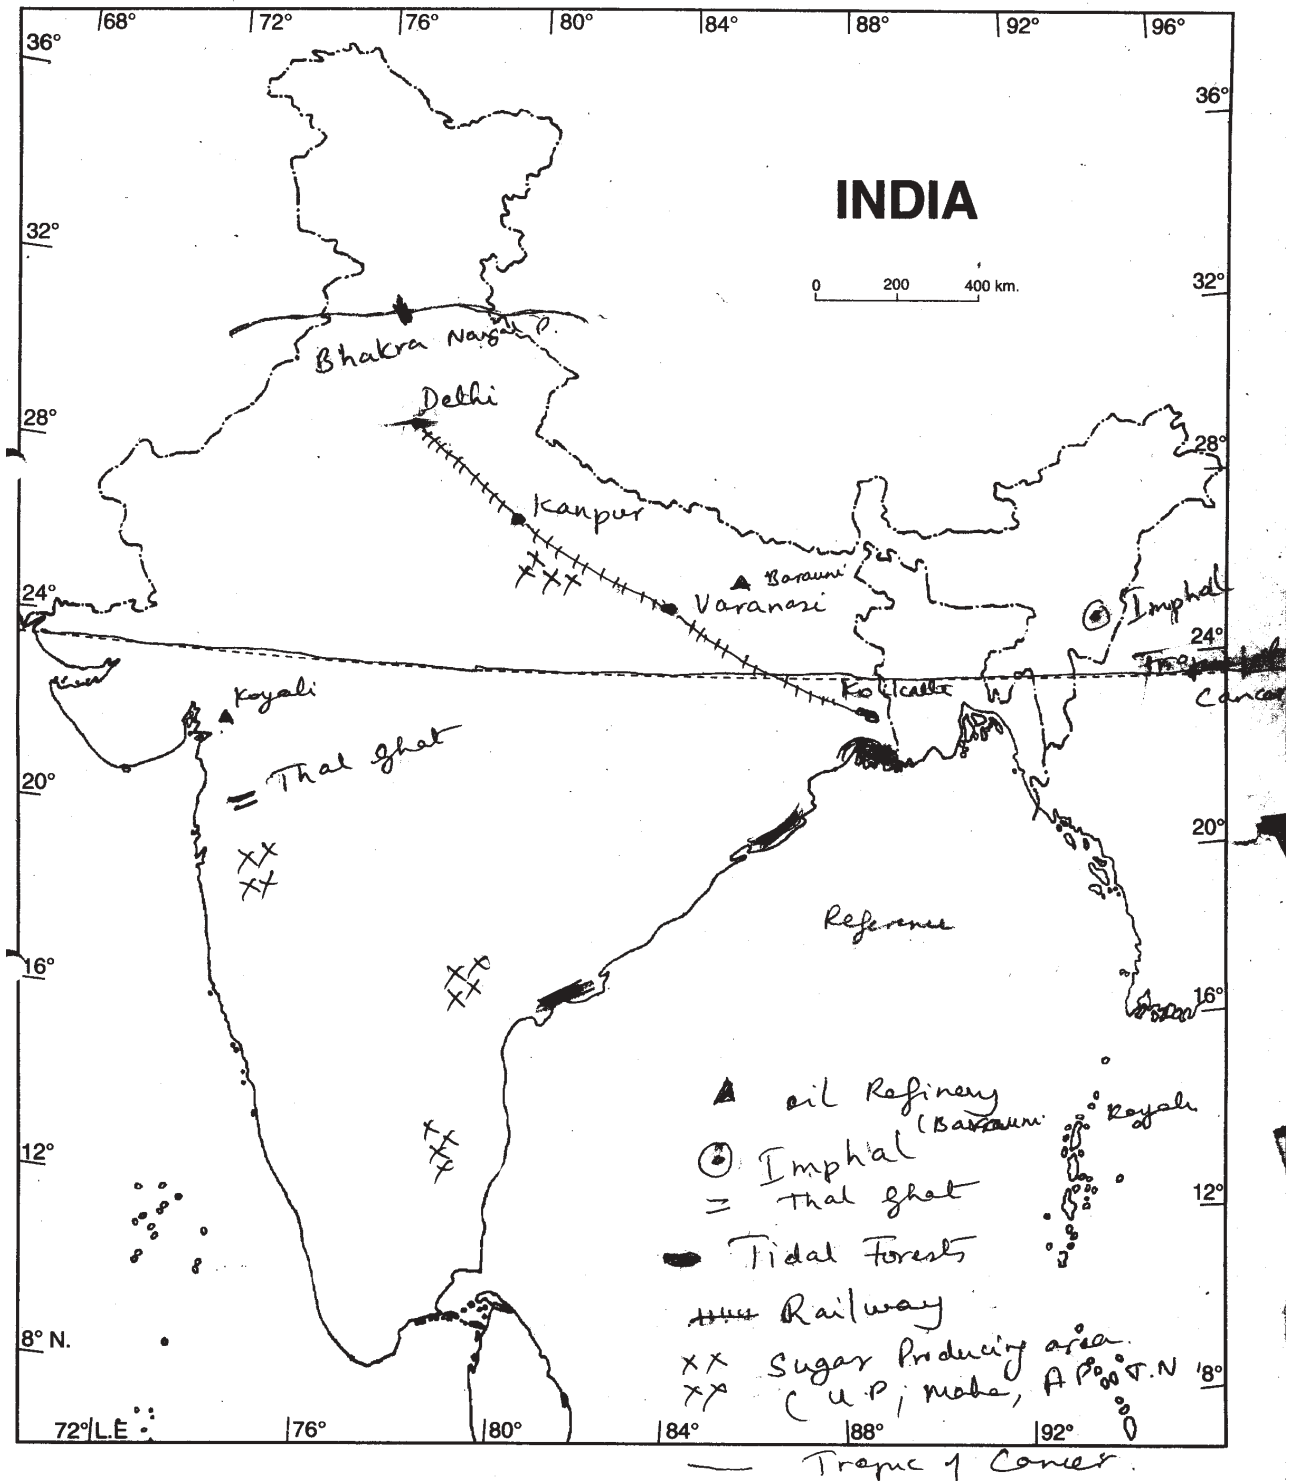 68° 72 76° 80° 84° 88° 92° 96°
36°
36°
INDIA
32°
0 200 400 km.
32°
Bhakra Nang P.
Delhi
28°
28°
Kanpur
24°
Barauni
Imphal
Varanasi
24°
Kolkatta
Cancer
Koyali
Thal Ghat
20°
20°
Reference
16°
16°
oil Refinery
(Barauni Koyali
Imphal
Thal Ghat
12°
12°
Tidal Forests
Railway
8° N.
Sugar Producing area.
(U.P; Maha, AP, T.N
8°
72° L.E 76° 80° 84° 88° 92°
Tropic of Cancer.